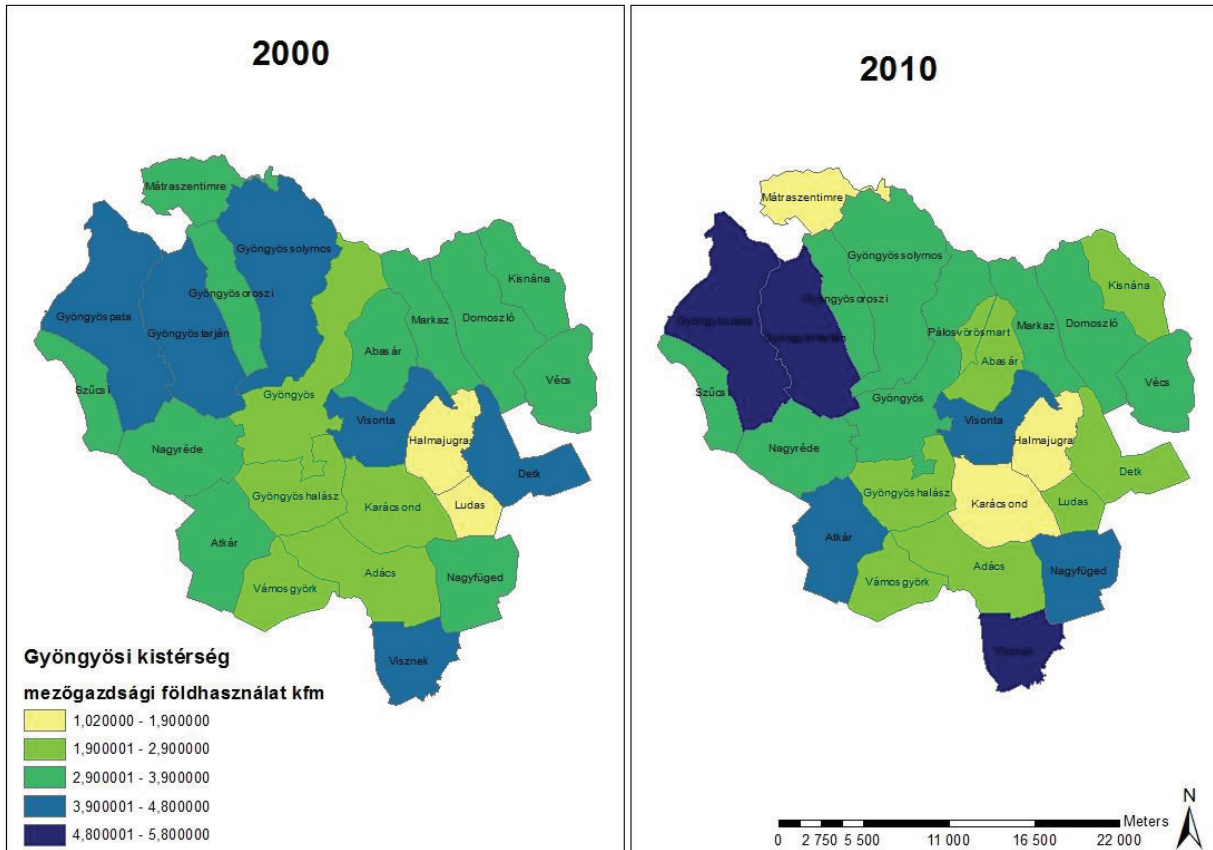 2000
Mátraszentimre
Gyöngyössolymos
Kisnána
Gyöngyösoroszi
Gyöngyöspata
Markaz
Domoszló
Gyöngyöstarján
Abasár
Vécs
Szűcsi
Gyöngyös
Visonta
Halmajugra
Nagyréde
Detk
Gyöngyöshalász
Karácsond
Ludas
Atkár
Adács
Nagyfüged
Vámosgyörk
Visznek
Gyöngyösi kistérség
mezőgazdsági földhasználat kfm
1,020000 - 1,900000
1,900001 - 2,900000
2,900001 - 3,900000
3,900001 - 4,800000
4,800001 - 5,800000
2010
Mátraszentimre
Gyöngyössolymos
Kisnána
Gyöngyösoroszi
Gyöngyöspata
Pálosvörösmart
Markaz
Domoszló
Gyöngyöstarján
Abasár
Vécs
Szűcsi
Gyöngyös
Visonta
Halmajugra
Nagyréde
Detk
Gyöngyöshalász
Karácsond
Ludas
Atkár
Adács
Nagyfüged
Vámosgyörk
Visznek
N
Meters
0 2 750 5 500 11 000 16 500 22 000